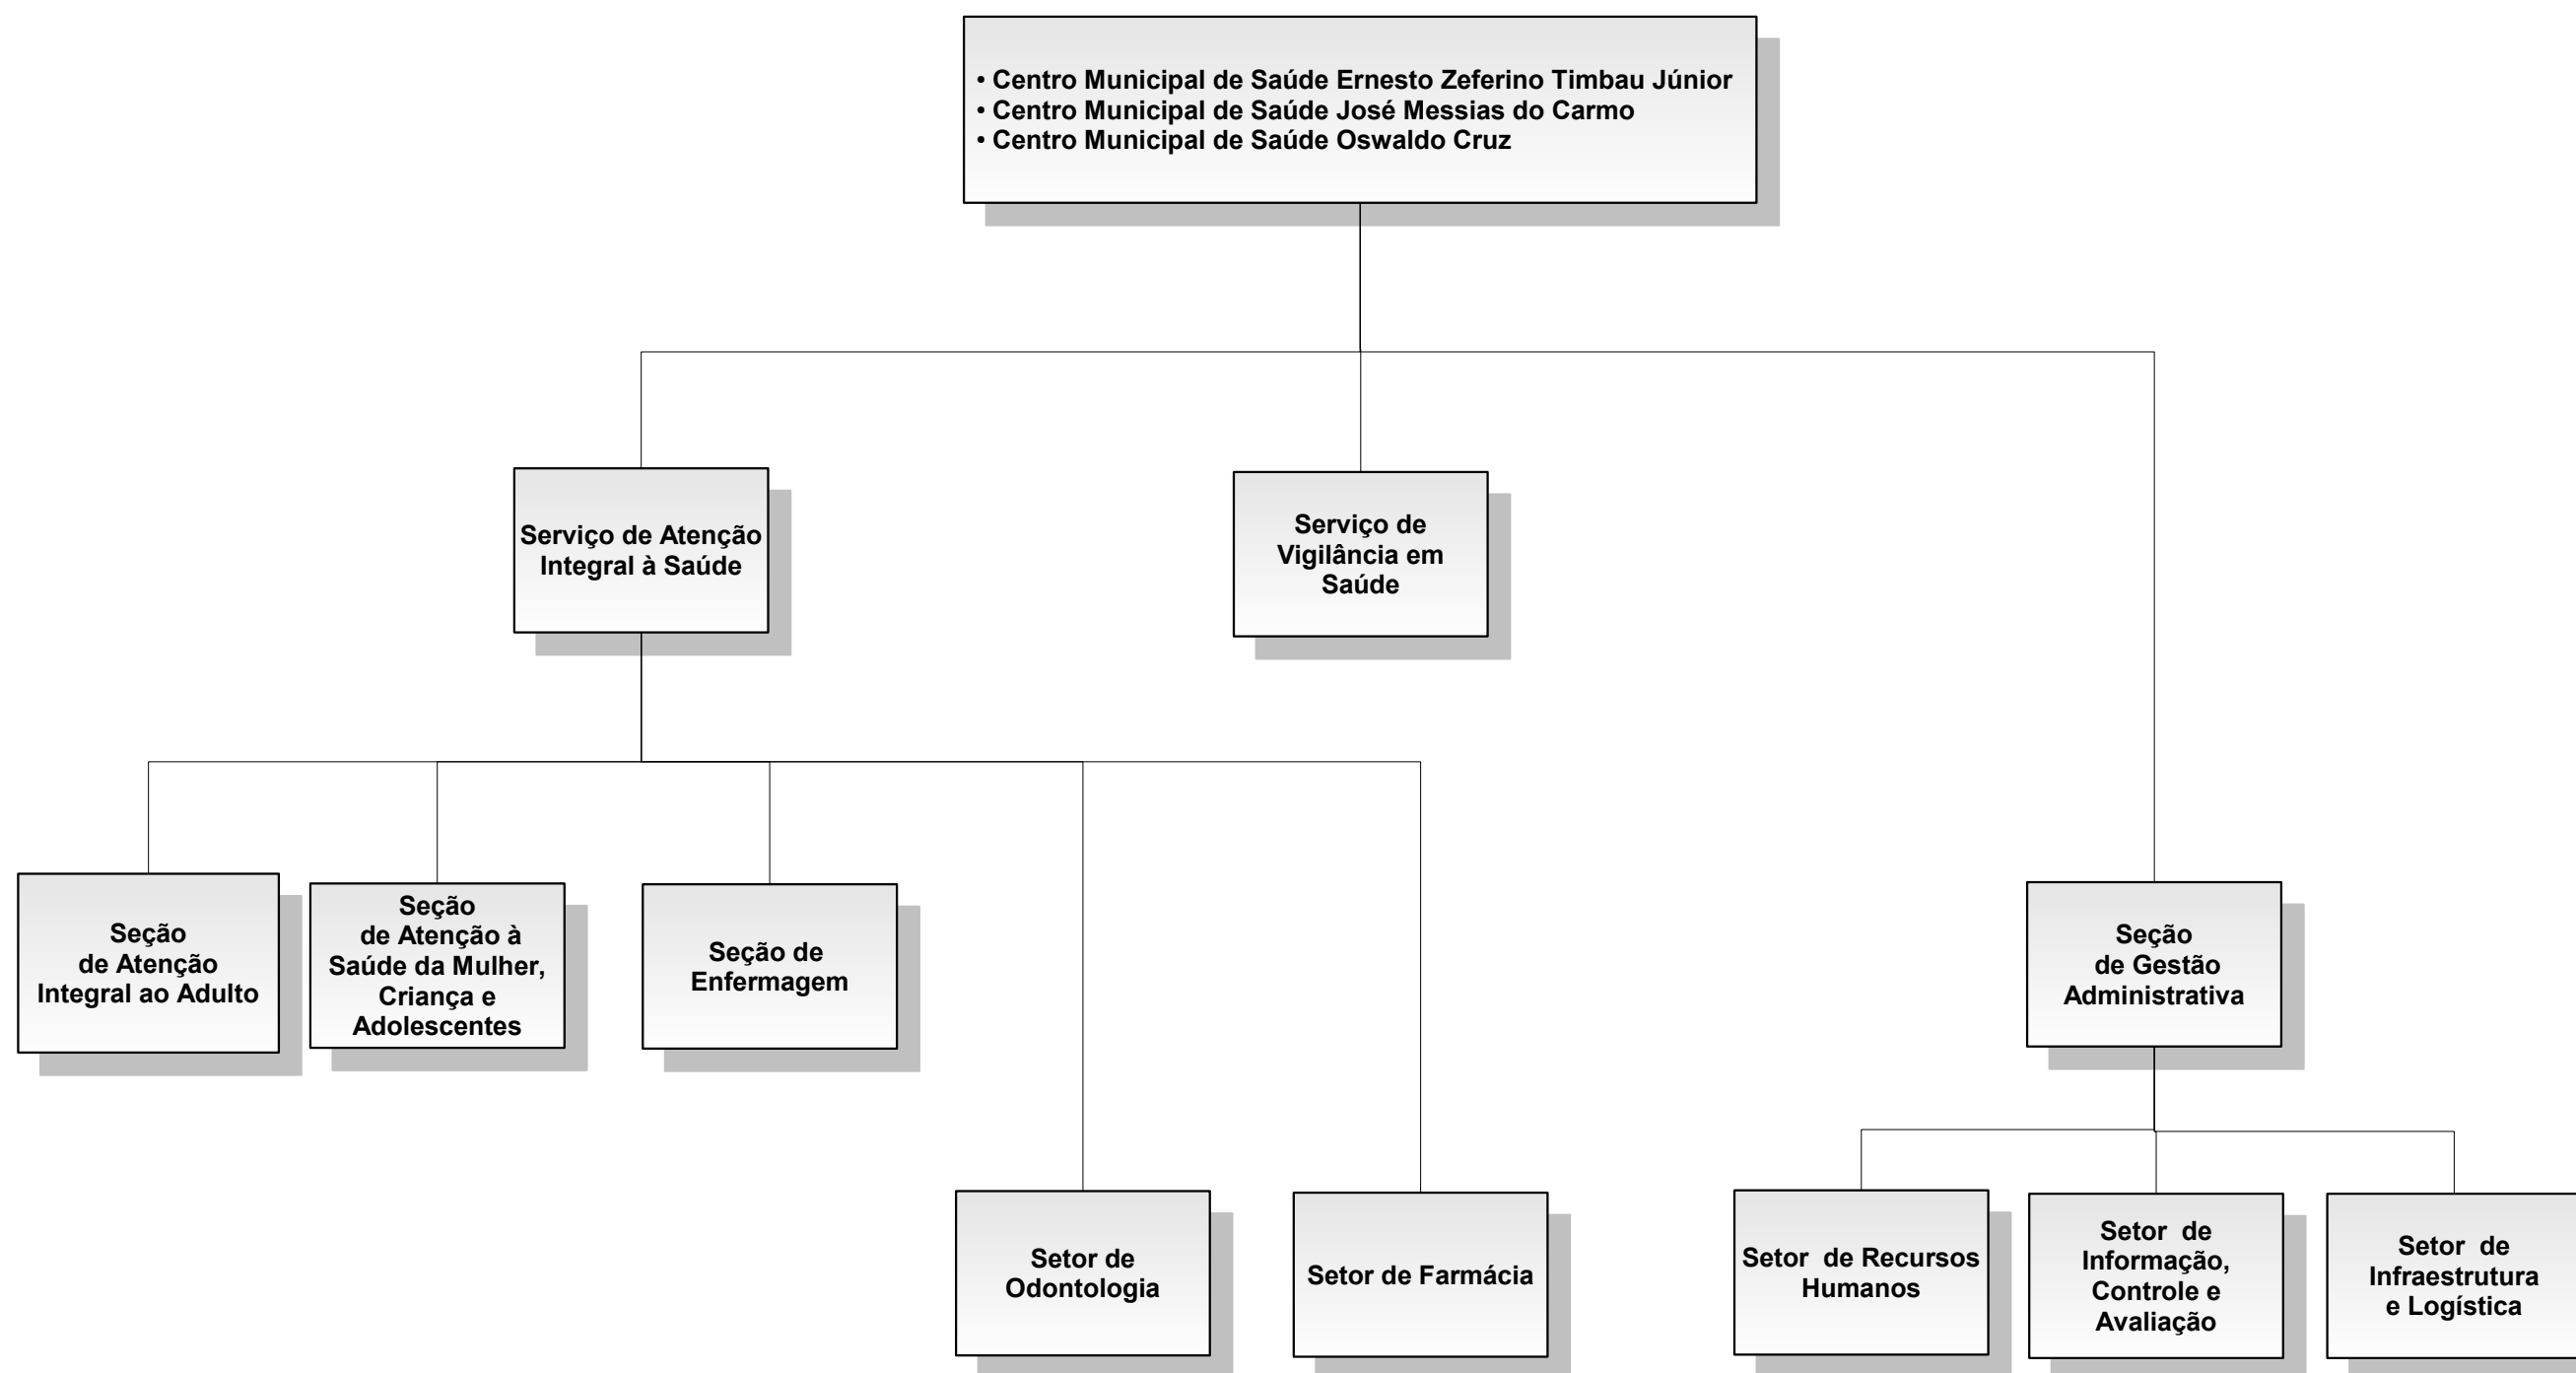 • Centro Municipal de Saúde Ernesto Zeferino Timbau Júnior
• Centro Municipal de Saúde José Messias do Carmo
• Centro Municipal de Saúde Oswaldo Cruz
Serviço de Atenção
Integral à Saúde
Serviço de
Vigilância em
Saúde
Seção
de Atenção
Integral ao Adulto
Seção
de Atenção à
Saúde da Mulher,
Criança e
Adolescentes
Seção de
Enfermagem
Seção
de Gestão
Administrativa
Setor de
Odontologia
Setor de Farmácia
Setor de Recursos
Humanos
Setor de
Informação,
Controle e
Avaliação
Setor de
Infraestrutura
e Logística